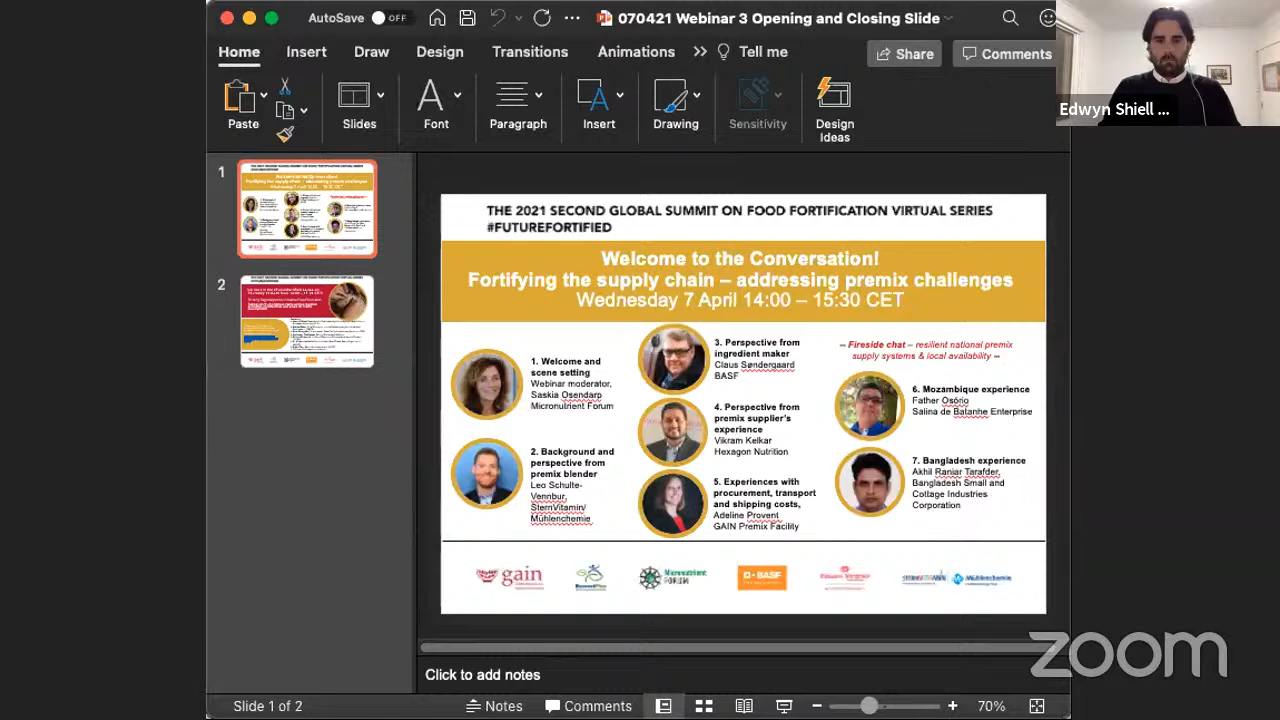 AutoSave OFF
070421 Webinar 3 Opening and Closing Slide
Home Insert Draw Design Transitions Animations >> Tell me
Share Comments
Paste Slides Font Paragraph Insert Drawing Sensitivity Design
Ideas
Edwyn Shiell ...
1
2
THE 2021 SECOND GLOBAL SUMMIT ON FOOD FORTIFICATION VIRTUAL SERIES
#FUTUREFORTIFIED
Welcome to the Conversation!
Fortifying the supply chain – addressing premix challenges
Wednesday 7 April 14:00 – 15:30 CET
1. Welcome and
scene setting
Webinar moderator,
Saskia Osendarp
Micronutrient Forum
2. Background and
perspective from
premix blender
Leo Schulte-
Vennbur,
SternVitamin/
Mühlenchemie
3. Perspective from
ingredient maker
Claus Søndergaard
BASF
4. Perspective from
premix supplier's
experience
Vikram Kelkar
Hexagon Nutrition
5. Experiences with
procurement, transport
and shipping costs,
Adeline Provent
GAIN Premix Facility
-- Fireside chat – resilient national premix
supply systems & local availability --
6. Mozambique experience
Father Osório
Salina de Batanhe Enterprise
7. Bangladesh experience
Akhil Ranjar Tarafder,
Bangladesh Small and
Cottage Industries
Corporation
gain
Micronutrient
FORUM
BASF
Mühlenchemie
zoom
Click to add notes
Slide 1 of 2 Notes Comments 70%